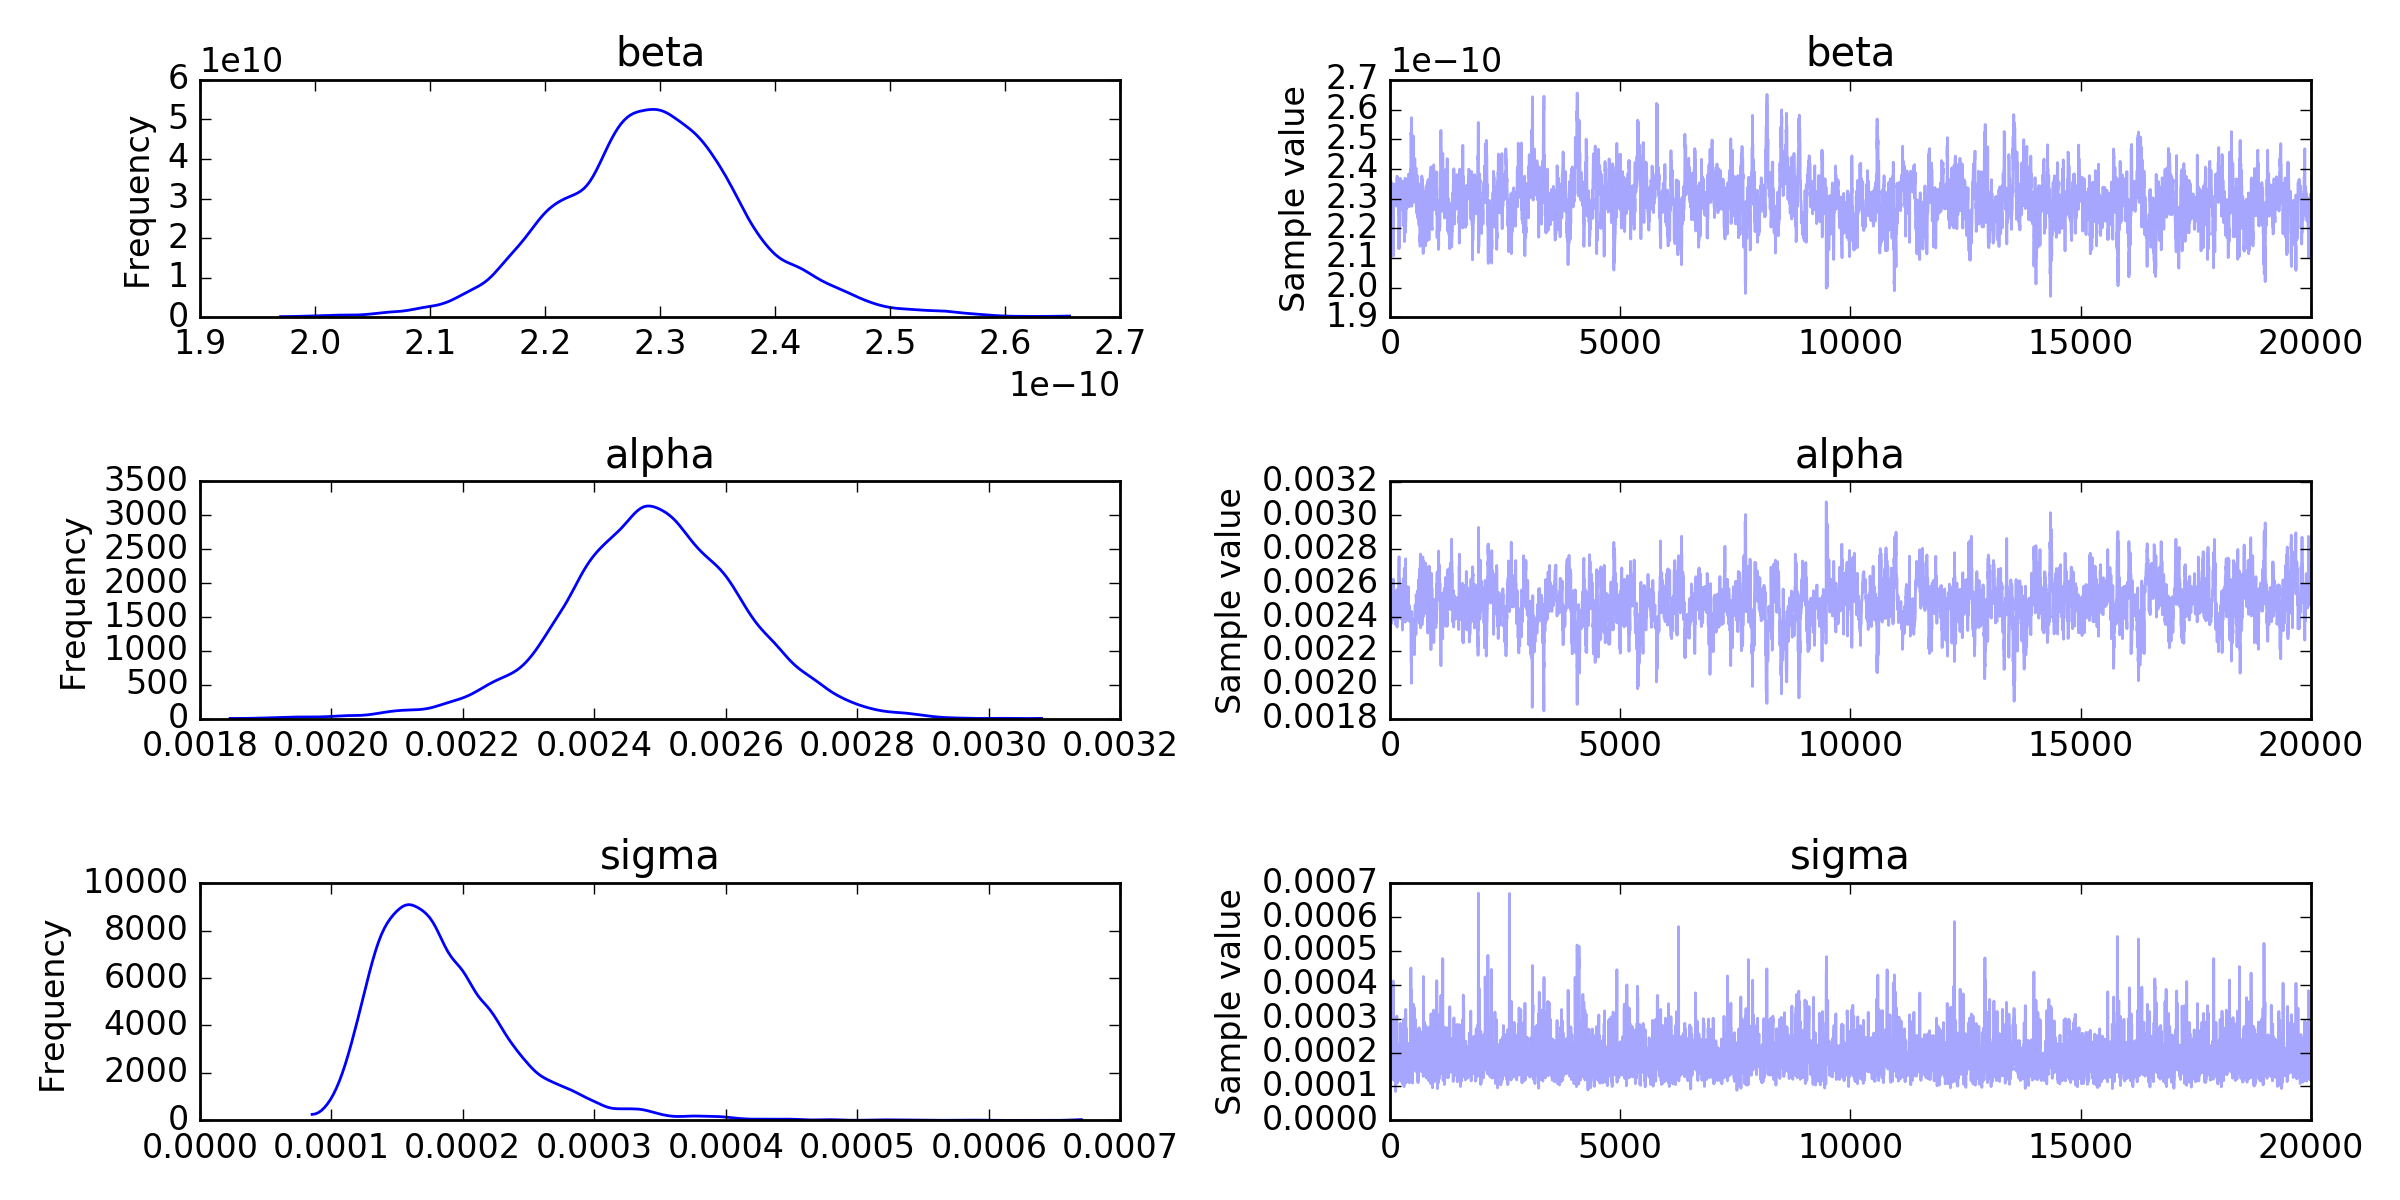 beta
1e10
6
5
4
3
2
1
0
Frequency
1.9 2.0 2.1 2.2 2.3 2.4 2.5 2.6 2.7
1e−10
beta
1e−10
2.7
2.6
2.5
2.4
2.3
2.2
2.1
2.0
1.9
Sample value
0 5000 10000 15000 20000
alpha
3500
3000
2500
2000
1500
1000
500
0
Frequency
0.0018 0.0020 0.0022 0.0024 0.0026 0.0028 0.0030 0.0032
alpha
0.0032
0.0030
0.0028
0.0026
0.0024
0.0022
0.0020
0.0018
Sample value
0 5000 10000 15000 20000
sigma
10000
8000
6000
4000
2000
0
Frequency
0.0000 0.0001 0.0002 0.0003 0.0004 0.0005 0.0006 0.0007
sigma
0.0007
0.0006
0.0005
0.0004
0.0003
0.0002
0.0001
0.0000
Sample value
0 5000 10000 15000 20000